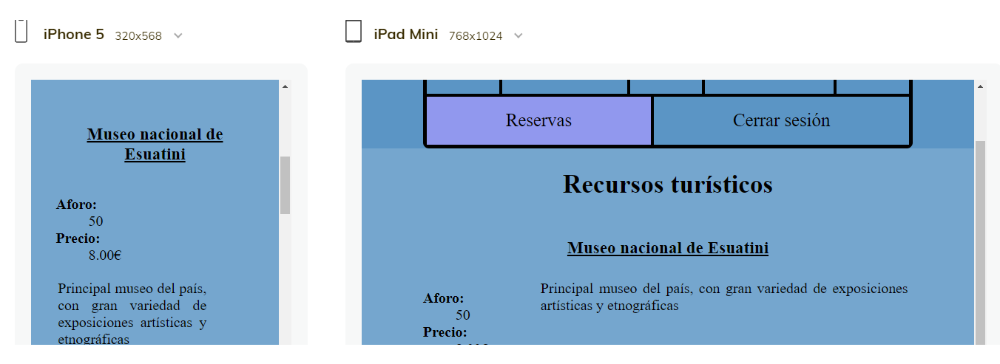 iPhone 5 320x568
Museo nacional de
Esuatini
Aforo:
50
Precio:
8.00€
Principal museo del país,
con gran variedad de
exposiciones artísticas y
etnográficas
iPad Mini 768x1024
Reservas
Cerrar sesión
Recursos turísticos
Museo nacional de Esuatini
Aforo:
50
Precio:
Principal museo del país, con gran variedad de exposiciones
artísticas y etnográficas